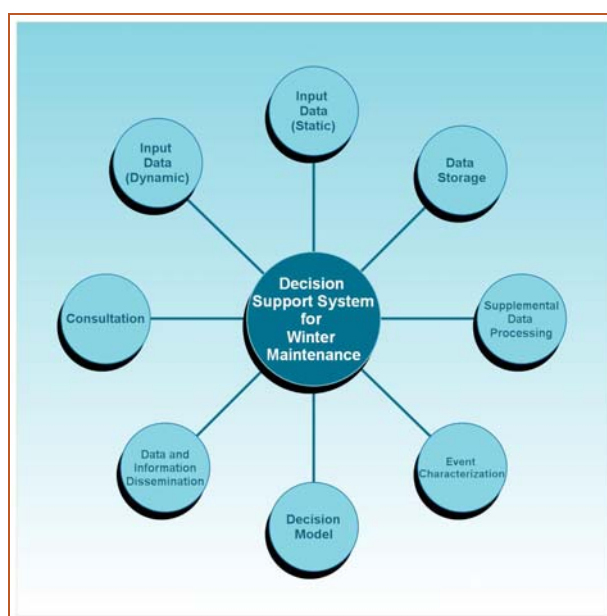 Input
Data
(Static)
Data
Storage
Supplemental
Data
Processing
Event
Characterization
Decision
Model
Data and
Information
Dissemination
Consultation
Input
Data
(Dynamic)
Decision
Support System
for
Winter
Maintenance